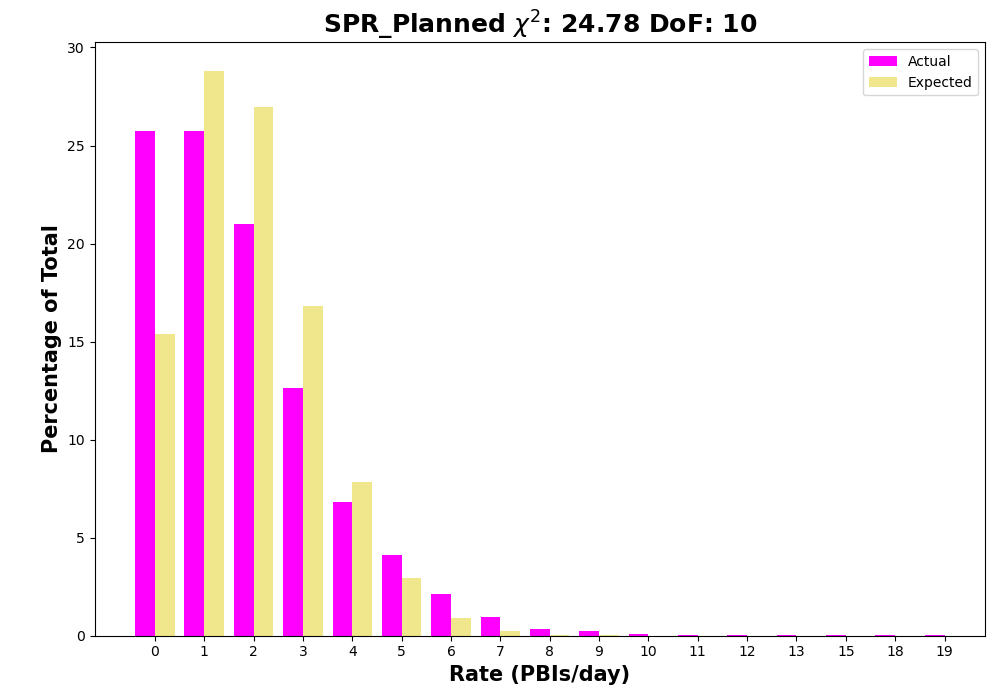 SPR_Planned χ²: 24.78 DoF: 10
Actual
Expected
Percentage of Total
30
25
20
15
10
5
0
0 1 2 3 4 5 6 7 8 9 10 11 12 13 15 18 19
Rate (PBIs/day)